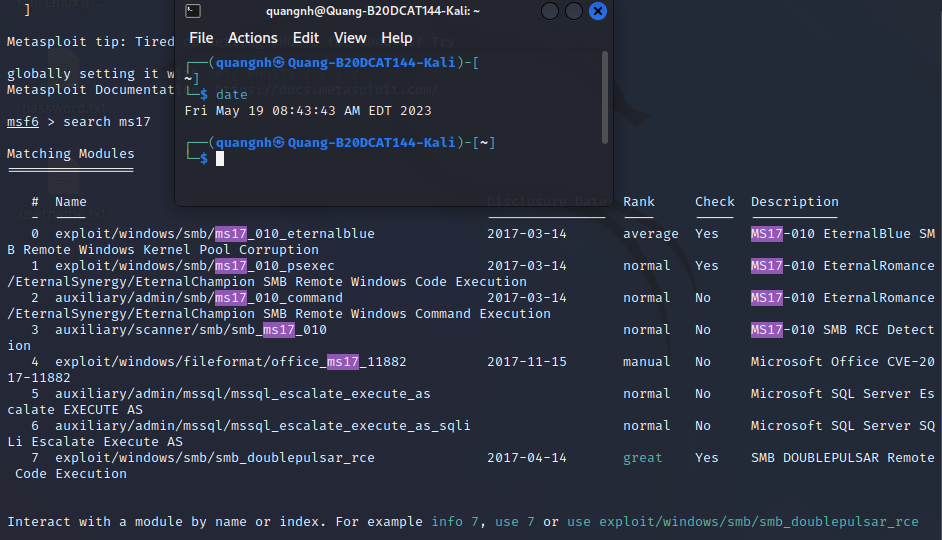 ]
Metasploit tip: Tired
Try
globally setting it w
Metasploit Documentat
https://docs.metasploit.com/
msf6 > search ms17
Matching Modules
quangnh@Quang-B20DCAT144-Kali: ~
File Actions Edit View Help
┌──(quangnh㉿Quang-B20DCAT144-Kali)-[
~]
└─$ date
Fri May 19 08:43:43 AM EDT 2023
┌──(quangnh㉿Quang-B20DCAT144-Kali)-[~]
└─$
# Name Disclosure Date Rank Check Description
- ---- --------------- ---- ----- -----------
0 exploit/windows/smb/ms17_010_eternalblue 2017-03-14 average Yes MS17-010 EternalBlue SM
B Remote Windows Kernel Pool Corruption
1 exploit/windows/smb/ms17_010_psexec 2017-03-14 normal Yes MS17-010 EternalRomance
/EternalSynergy/EternalChampion SMB Remote Windows Code Execution
2 auxiliary/admin/smb/ms17_010_command 2017-03-14 normal No MS17-010 EternalRomance
/EternalSynergy/EternalChampion SMB Remote Windows Command Execution
3 auxiliary/scanner/smb/smb_ms17_010 normal No MS17-010 SMB RCE Detect
ion
4 exploit/windows/fileformat/office_ms17_11882 2017-11-15 manual No Microsoft Office CVE-20
17-11882
5 auxiliary/admin/mssql/mssql_escalate_execute_as normal No Microsoft SQL Server Es
calate EXECUTE AS
6 auxiliary/admin/mssql/mssql_escalate_execute_as_sqli normal No Microsoft SQL Server SQ
Li Escalate Execute AS
7 exploit/windows/smb/smb_doublepulsar_rce 2017-04-14 great Yes SMB DOUBLEPULSAR Remote
Code Execution
Interact with a module by name or index. For example info 7, use 7 or use exploit/windows/smb/smb_doublepulsar_rce